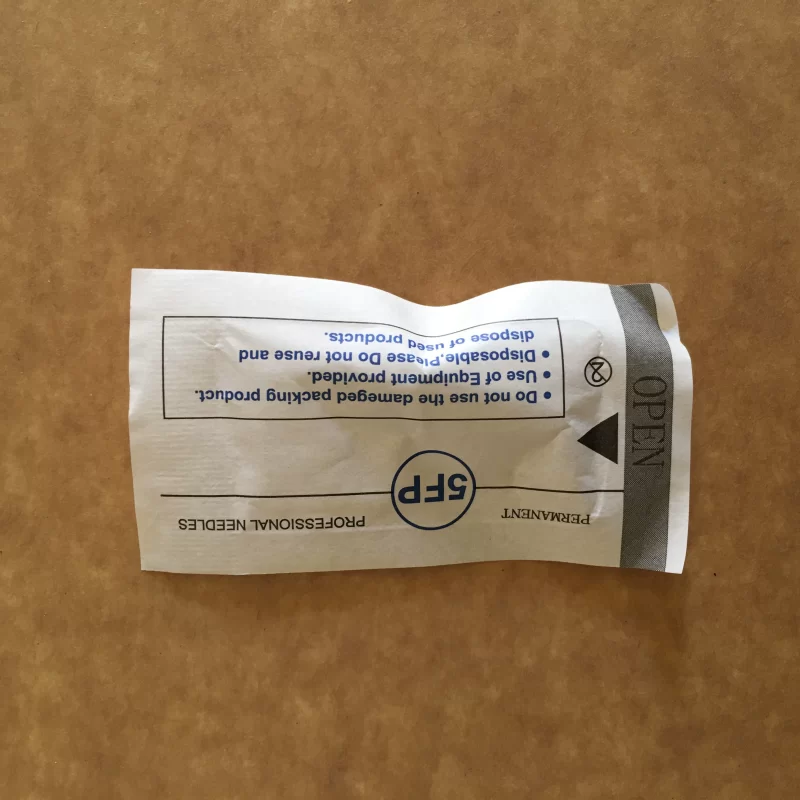 PERMANENT
5FP
PROFESSIONAL NEEDLES
• Do not use the dameged packing product.
• Use of Equipment provided.
• Disposable.Please Do not reuse and
dispose of used products.
OPEN